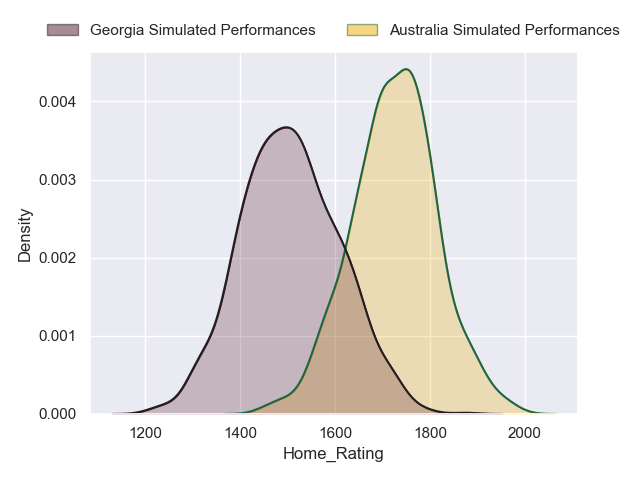 Georgia Simulated Performances Australia Simulated Performances
0.004
0.003
0.002
0.001
0.000
Density
1200 1400 1600 1800 2000
Home_Rating